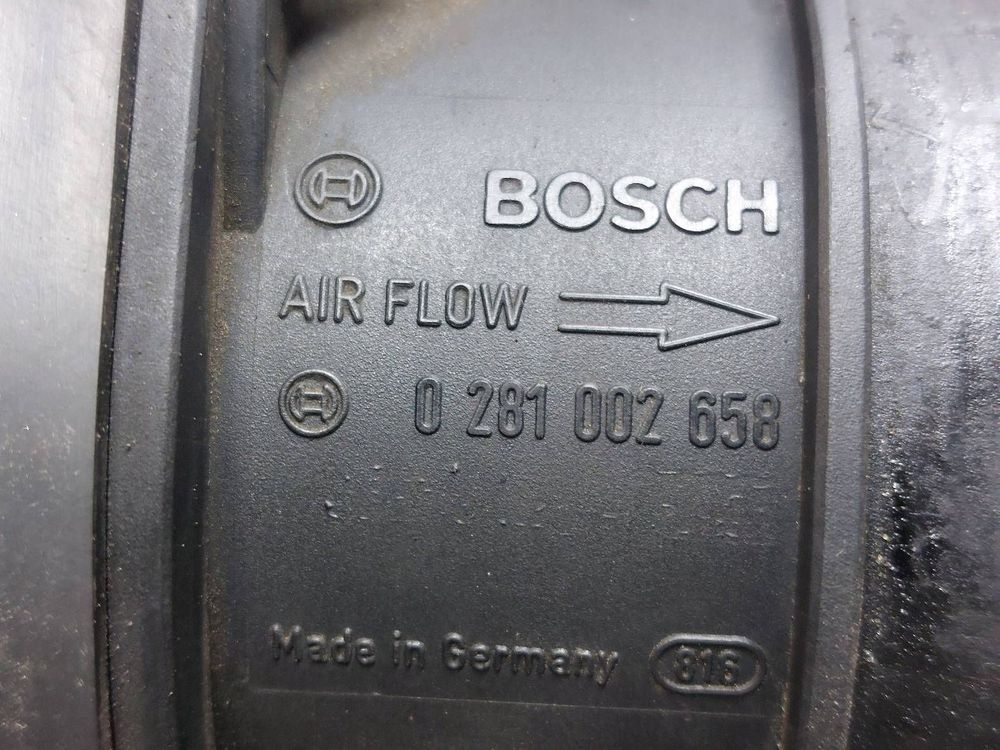 BOSCH
AIR FLOW
0 281 002 658
Made in Germany 816